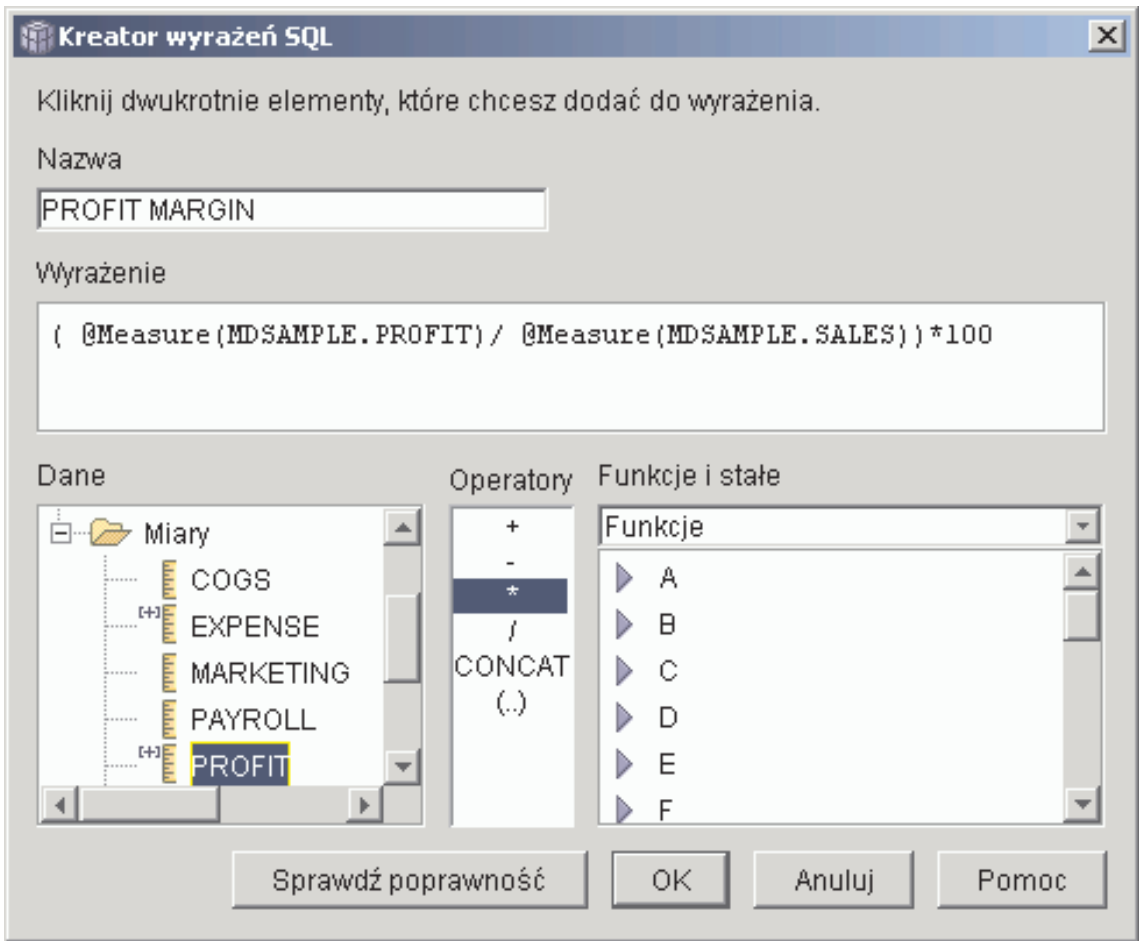 Kreator wyrażeń SQL
Kliknij dwukrotnie elementy, które chcesz dodać do wyrażenia.
Nazwa
PROFIT MARGIN
Wyrażenie
( @Measure(MDSAMPLE.PROFIT)/ @Measure(MDSAMPLE.SALES))*100
Dane
Miary
COGS
EXPENSE
MARKETING
PAYROLL
PROFIT
Operatory
+
-
*
/
CONCAT
(..)
Funkcje i stałe
Funkcje
A
B
C
D
E
F
Sprawdź poprawność
OK
Anuluj
Pomoc